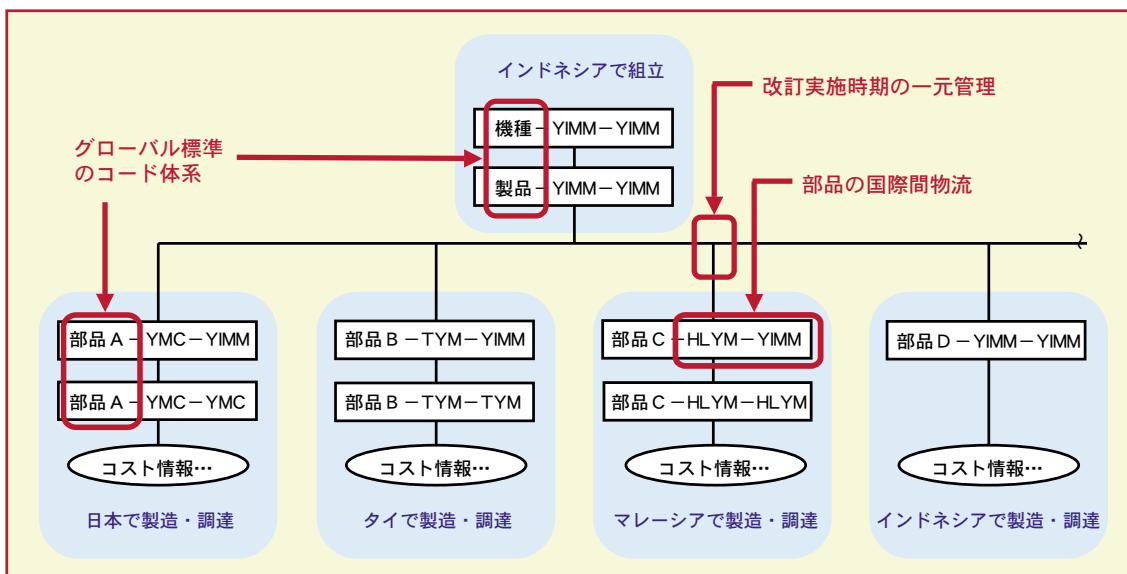 インドネシアで組立
機種－YIMM－YIMM
製品－YIMM－YIMM
グローバル標準
のコード体系
改訂実施時期の一元管理
部品の国際間物流
部品A－YMC－YIMM
部品A－YMC－YMC
コスト情報…
日本で製造・調達
部品B－TYM－YIMM
部品B－TYM－TYM
コスト情報…
タイで製造・調達
部品C－HLYM－YIMM
部品C－HLYM－HLYM
コスト情報…
マレーシアで製造・調達
部品D－YIMM－YIMM
コスト情報…
インドネシアで製造・調達